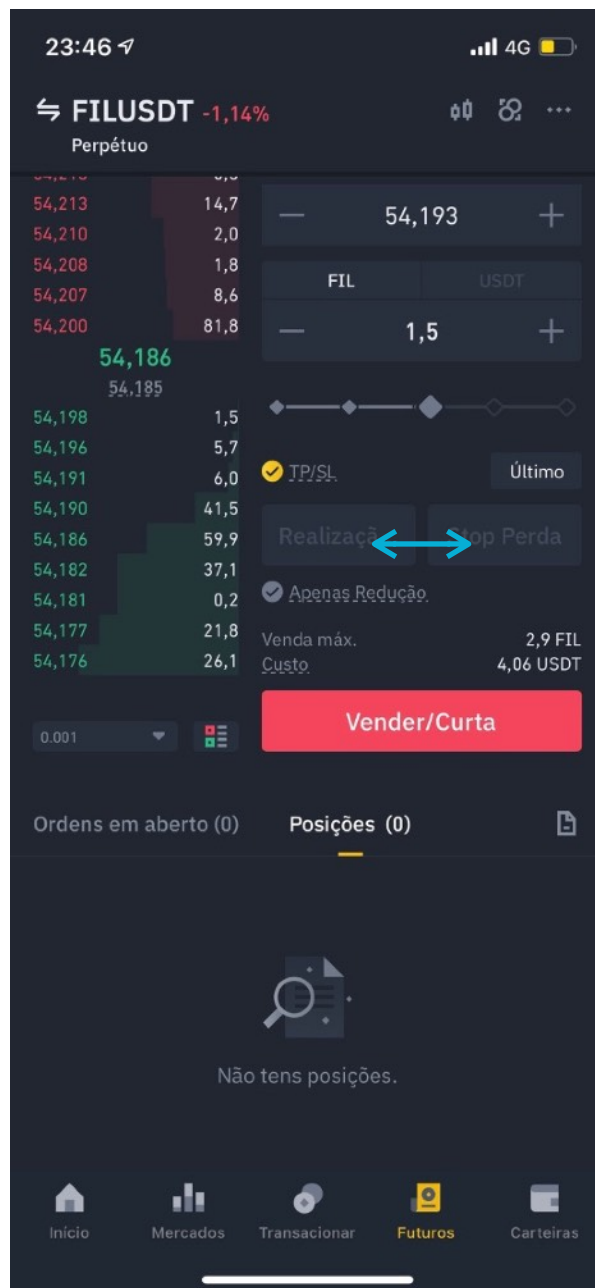 23:46 4G
FILUSDT -1,14%
Perpétuo
54,213 14,7
54,210 2,0
54,208 1,8
54,207 8,6
54,200 81,8
54,186
54,185
54,198 1,5
54,196 5,7
54,191 6,0
54,190 41,5
54,186 59,9
54,182 37,1
54,181 0,2
54,177 21,8
54,176 26,1
0.001
— 54,193 +
FIL USDT
— 1,5 +
TP/SL Último
Realizaçã Stop Perda
Apenas Redução
Venda máx. 2,9 FIL
Custo 4,06 USDT
Vender/Curta
Ordens em aberto (0) Posições (0)
Não tens posições.
Início Mercados Transacionar Futuros Carteiras